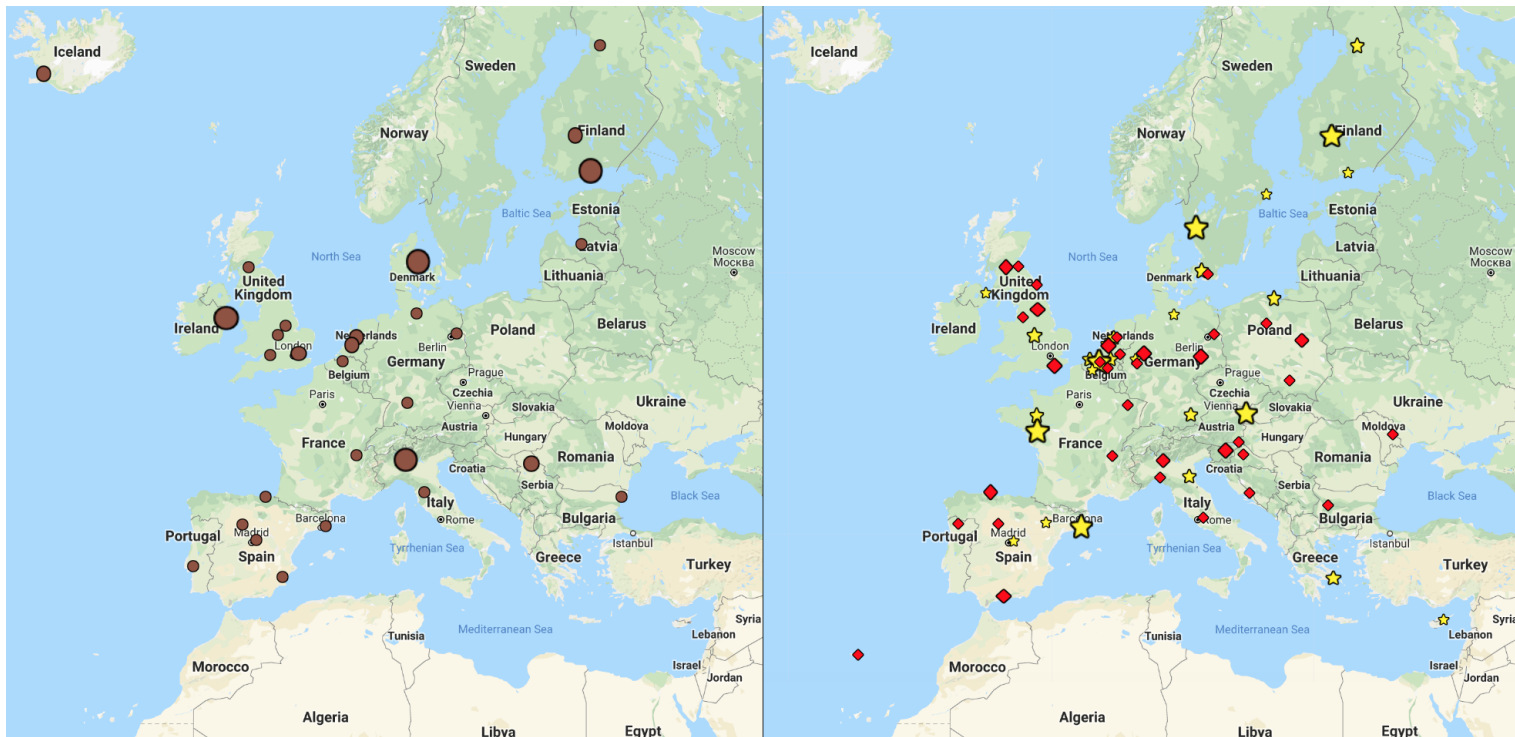 Iceland
Sweden
Finland
Norway
Estonia
Baltic Sea
Latvia
Moscow
Москва
North Sea
Denmark
Lithuania
United
Kingdom
Ireland
Netherlands
Belarus
Poland
London
Berlin
Germany
Belgium
Prague
Paris
Czechia
Ukraine
Vienna
Slovakia
Austria
Moldova
France
Hungary
Romania
Croatia
Serbia
Black Sea
Italy
Barcelona
Bulgaria
Portugal
Rome
Madrid
Istanbul
Spain
Tyrrhenian Sea
Greece
Turkey
Syria
Mediterranean Sea
Tunisia
Lebanon
Morocco
Israel
Jordan
Algeria
Libya
Egypt
Iceland
Sweden
Finland
Norway
Estonia
Baltic Sea
Latvia
Moscow
Москва
North Sea
Denmark
Lithuania
United
Kingdom
Ireland
Netherlands
Belarus
Poland
London
Berlin
Germany
Belgium
Prague
Paris
Czechia
Ukraine
Vienna
Slovakia
Austria
Moldova
France
Hungary
Romania
Croatia
Serbia
Black Sea
Italy
Barcelona
Bulgaria
Portugal
Rome
Madrid
Istanbul
Spain
Tyrrhenian Sea
Greece
Turkey
Syria
Mediterranean Sea
Tunisia
Lebanon
Morocco
Israel
Jordan
Algeria
Libya
Egypt